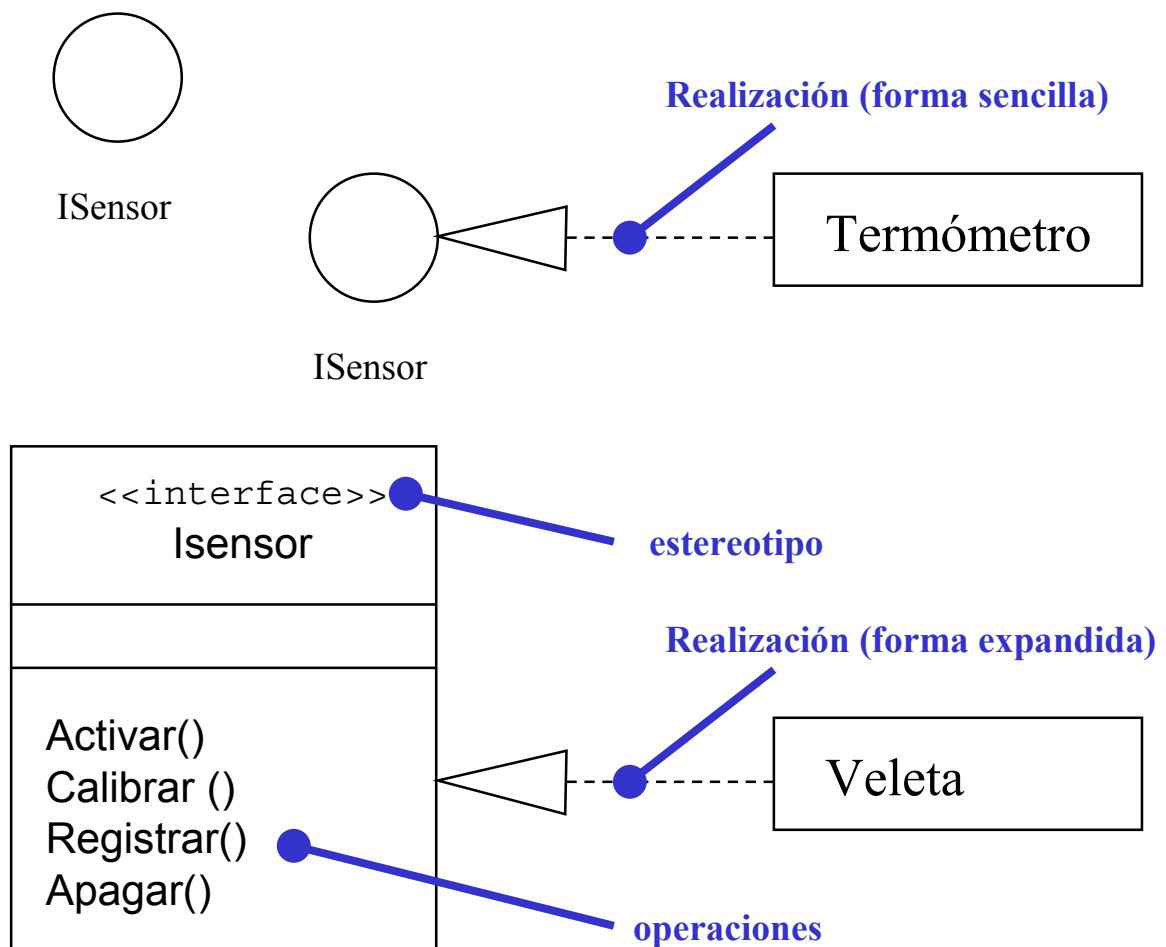 Realización (forma sencilla)
ISensor
Termómetro
ISensor
<<interface>>
Isensor
estereotipo
Realización (forma expandida)
Activar()
Calibrar ()
Registrar()
Apagar()
Veleta
operaciones